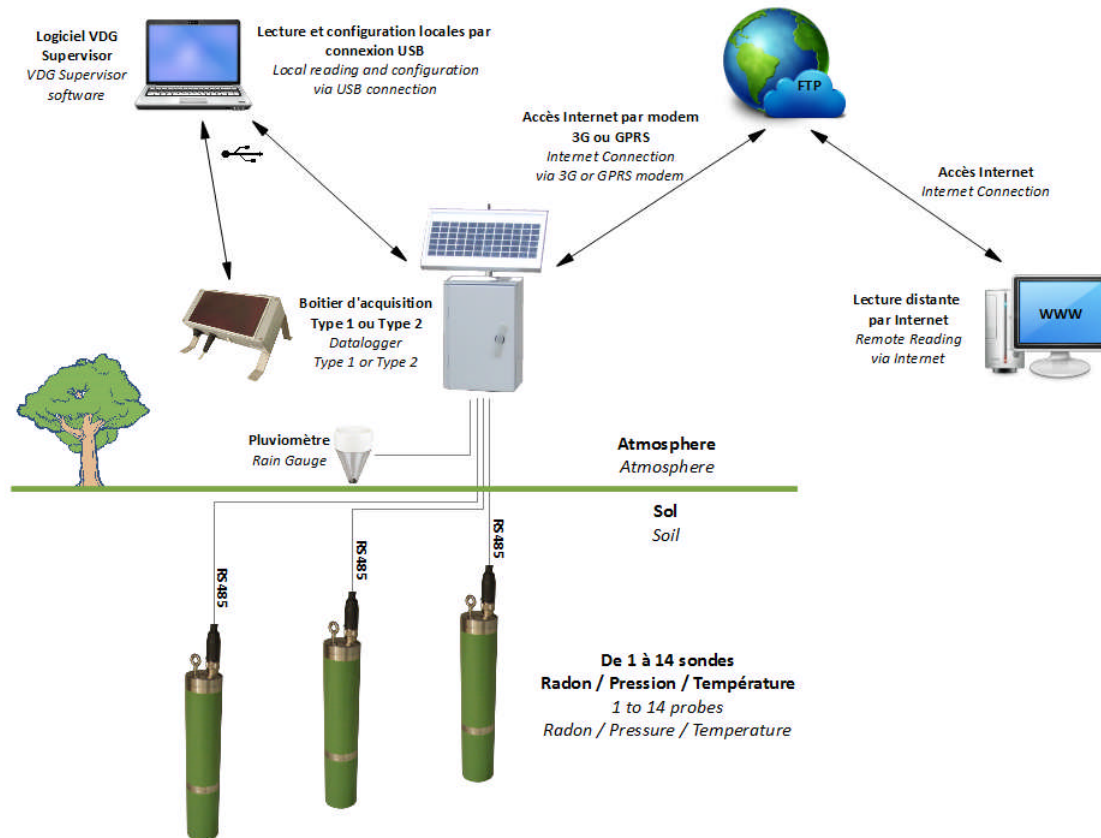 Logiciel VDG
Supervisor
VDG Supervisor
software
Lecture et configuration locales par
connexion USB
Local reading and configuration
via USB connection
FTP
Accès Internet par modem
3G ou GPRS
Internet Connection
via 3G or GPRS modem
Accès Internet
Internet Connection
Boitier d'acquisition
Type 1 ou Type 2
Datalogger
Type 1 or Type 2
Lecture distante
par Internet
Remote Reading
via Internet
WWW
Pluviomètre
Rain Gauge
Atmosphere
Atmosphere
Sol
Soil
RS485
RS485
RS485
De 1 à 14 sondes
Radon / Pression / Température
1 to 14 probes
Radon / Pressure / Temperature